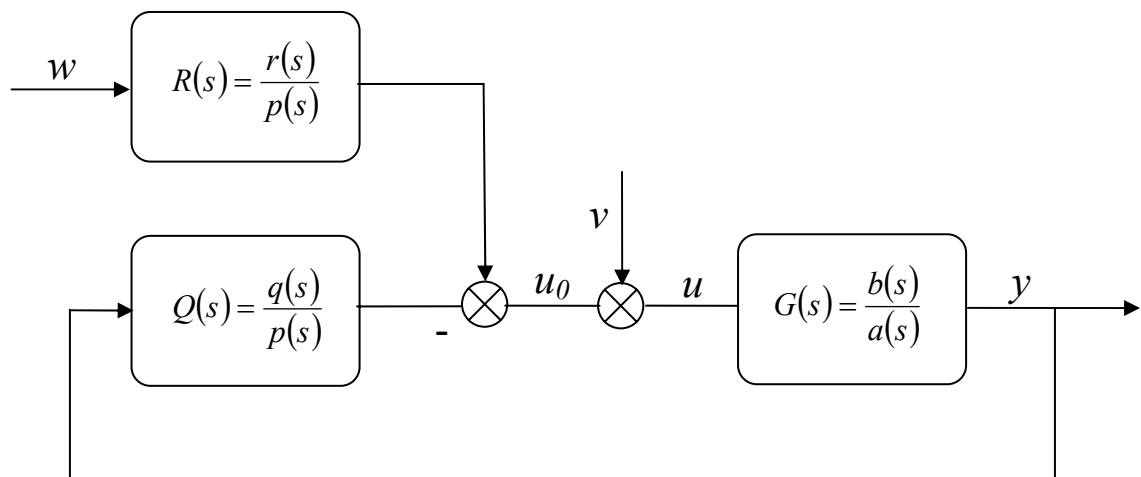 w
R(s) = r(s)/p(s)
v
Q(s) = q(s)/p(s)
-
u₀
u
G(s) = b(s)/a(s)
y